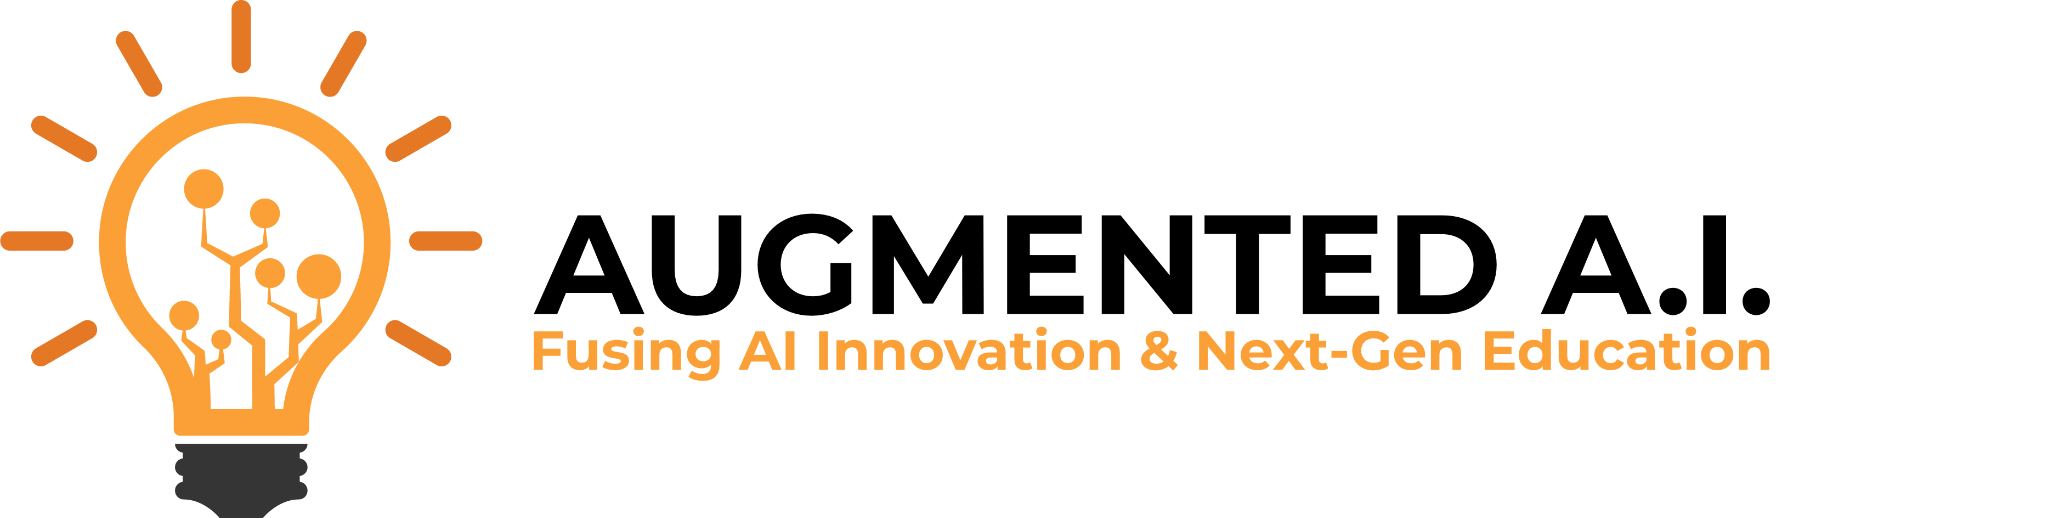 AUGMENTED A.I.
Fusing AI Innovation & Next-Gen Education